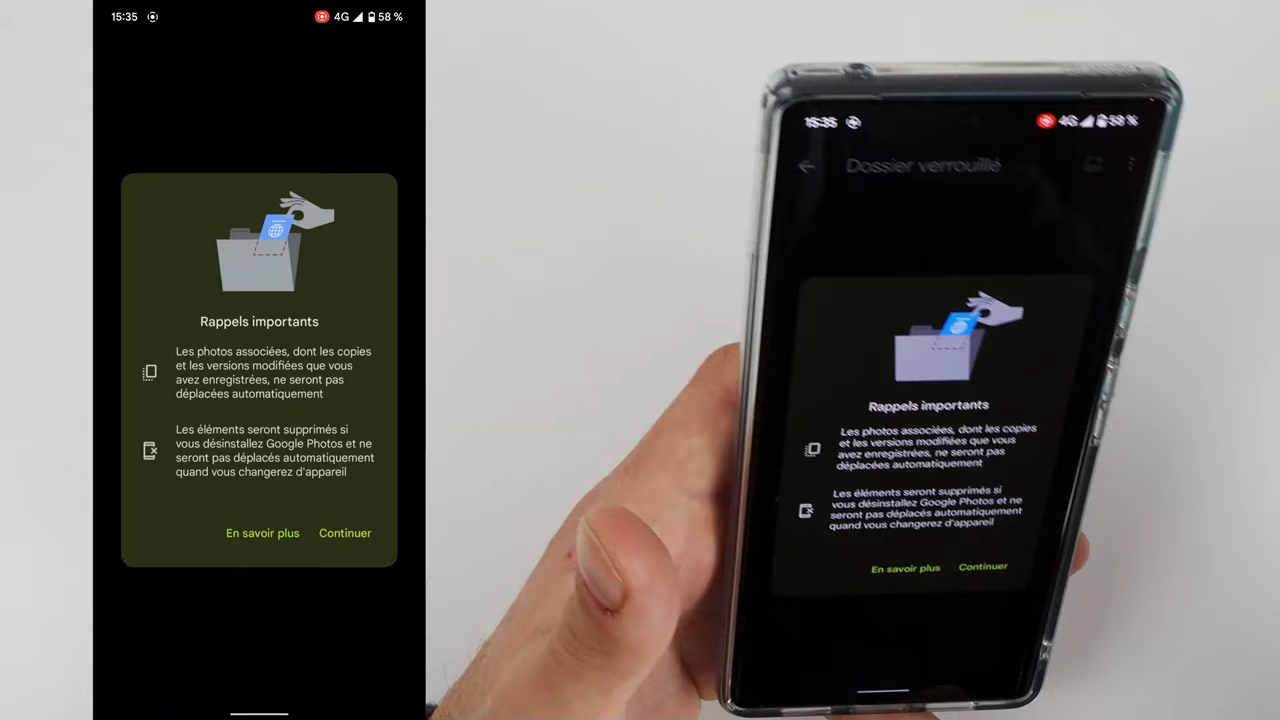 15:35
4G
58 %
Rappels importants
Les photos associées, dont les copies
et les versions modifiées que vous
avez enregistrées, ne seront pas
déplacées automatiquement
Les éléments seront supprimés si
vous désinstallez Google Photos et ne
seront pas déplacés automatiquement
quand vous changerez d'appareil
En savoir plus
Continuer
15:35
4G
58 %
Dossier verrouillé
Rappels importants
Les photos associées, dont les copies
et les versions modifiées que vous
avez enregistrées, ne seront pas
déplacées automatiquement
Les éléments seront supprimés si
vous désinstallez Google Photos et ne
seront pas déplacés automatiquement
quand vous changerez d'appareil
En savoir plus
Continuer